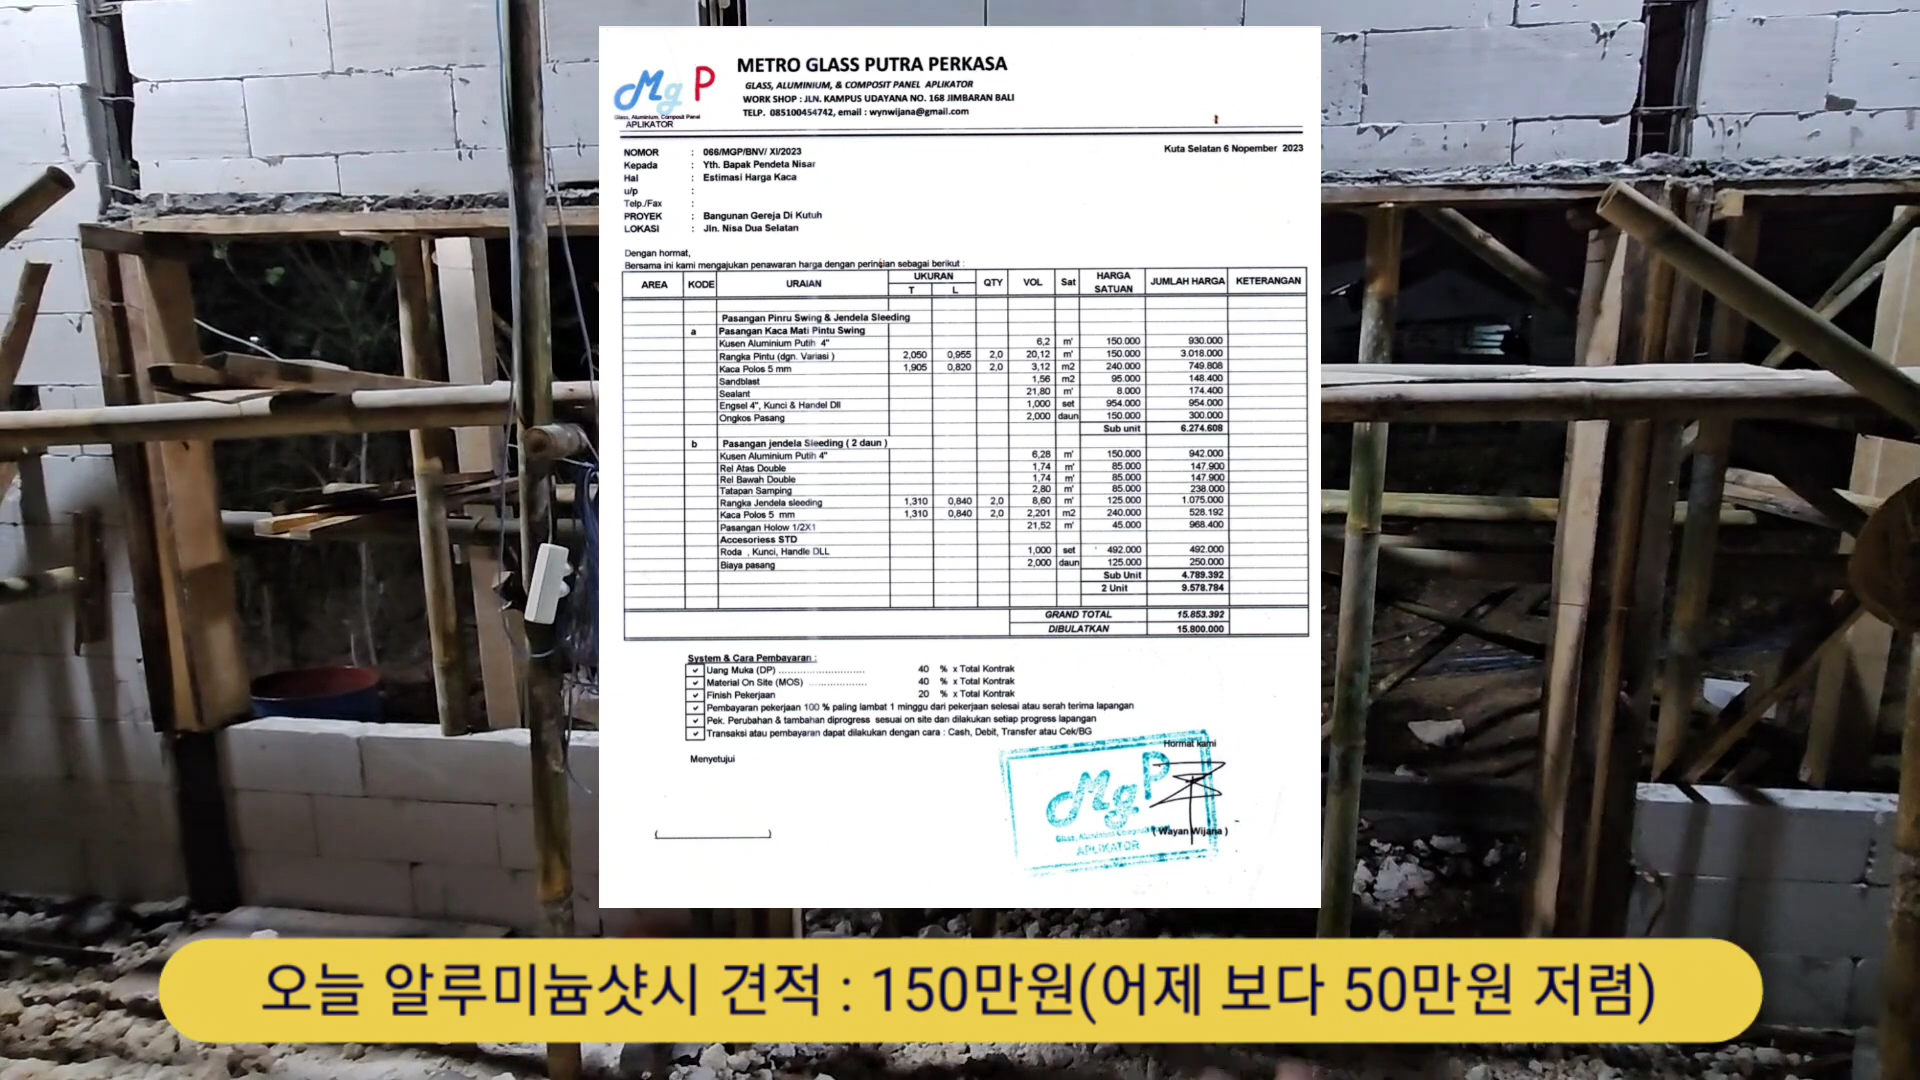 MgP
Glass, Aluminium, Composit Panel
APLIKATOR
METRO GLASS PUTRA PERKASA
GLASS, ALUMINIUM, & COMPOSIT PANEL APLIKATOR
WORK SHOP : JLN. KAMPUS UDAYANA NO. 168 JIMBARAN BALI
TELP. 085100454742, email : wynwijana@gmail.com
NOMOR : 066/MGP/BNV/ XI/2023 Kuta Selatan 6 Nopember 2023
Kepada : Yth. Bapak Pendeta Nisar
Hal : Estimasi Harga Kaca
u/p :
Telp./Fax :
PROYEK : Bangunan Gereja Di Kutuh
LOKASI : Jln. Nisa Dua Selatan
Dengan hormat,
Bersama ini kami mengajukan penawaran harga dengan perincian sebagai berikut :
AREA KODE URAIAN UKURAN T L QTY VOL Sat HARGA SATUAN JUMLAH HARGA KETERANGAN
Pasangan Pinru Swing & Jendela Sleeding
a Pasangan Kaca Mati Pintu Swing
Kusen Aluminium Putih 4" 6,2 m' 150.000 930.000
Rangka Pintu (dgn. Variasi ) 2,050 0,955 2,0 20,12 m' 150.000 3.018.000
Kaca Polos 5 mm 1,905 0,820 2,0 3,12 m2 240.000 749.808
Sandblast 1,56 m2 95.000 148.400
Sealant 21,80 m' 8.000 174.400
Engsel 4", Kunci & Handel Dll 1,000 set 954.000 954.000
Ongkos Pasang 2,000 daun 150.000 300.000
Sub unit 6.274.608
b Pasangan jendela Sleeding ( 2 daun )
Kusen Aluminium Putih 4" 6,28 m' 150.000 942.000
Rel Atas Double 1,74 m' 85.000 147.900
Rel Bawah Double 1,74 m' 85.000 147.900
Tatapan Samping 2,80 m' 85.000 238.000
Rangka Jendela sleeding 1,310 0,840 2,0 8,60 m' 125.000 1.075.000
Kaca Polos 5 mm 1,310 0,840 2,0 2,201 m2 240.000 528.192
Pasangan Holow 1/2X1 21,52 m' 45.000 968.400
Accesoriess STD
Roda , Kunci, Handle DLL 1,000 set 492.000 492.000
Biaya pasang 2,000 daun 125.000 250.000
Sub Unit 4.789.392
2 Unit 9.578.784
GRAND TOTAL 15.853.392
DIBULATKAN 15.800.000
System & Cara Pembayaran :
Uang Muka (DP) .......................... 40 % x Total Kontrak
Material On Site (MOS) .................. 40 % x Total Kontrak
Finish Pekerjaan 20 % x Total Kontrak
Pembayaran pekerjaan 100 % paling lambat 1 minggu dari pekerjaan selesai atau serah terima lapangan
Pek. Perubahan & tambahan diprogress sesuai on site dan dilakukan setiap progress lapangan
Transaksi atau pembayaran dapat dilakukan dengan cara : Cash, Debit, Transfer atau Cek/BG
Menyetujui Hormat kami
MgP
Glass, Aluminium Composit Panel
APLIKATOR
( Wayan Wijana )
오늘 알루미늄샷시 견적 : 150만원(어제 보다 50만원 저렴)